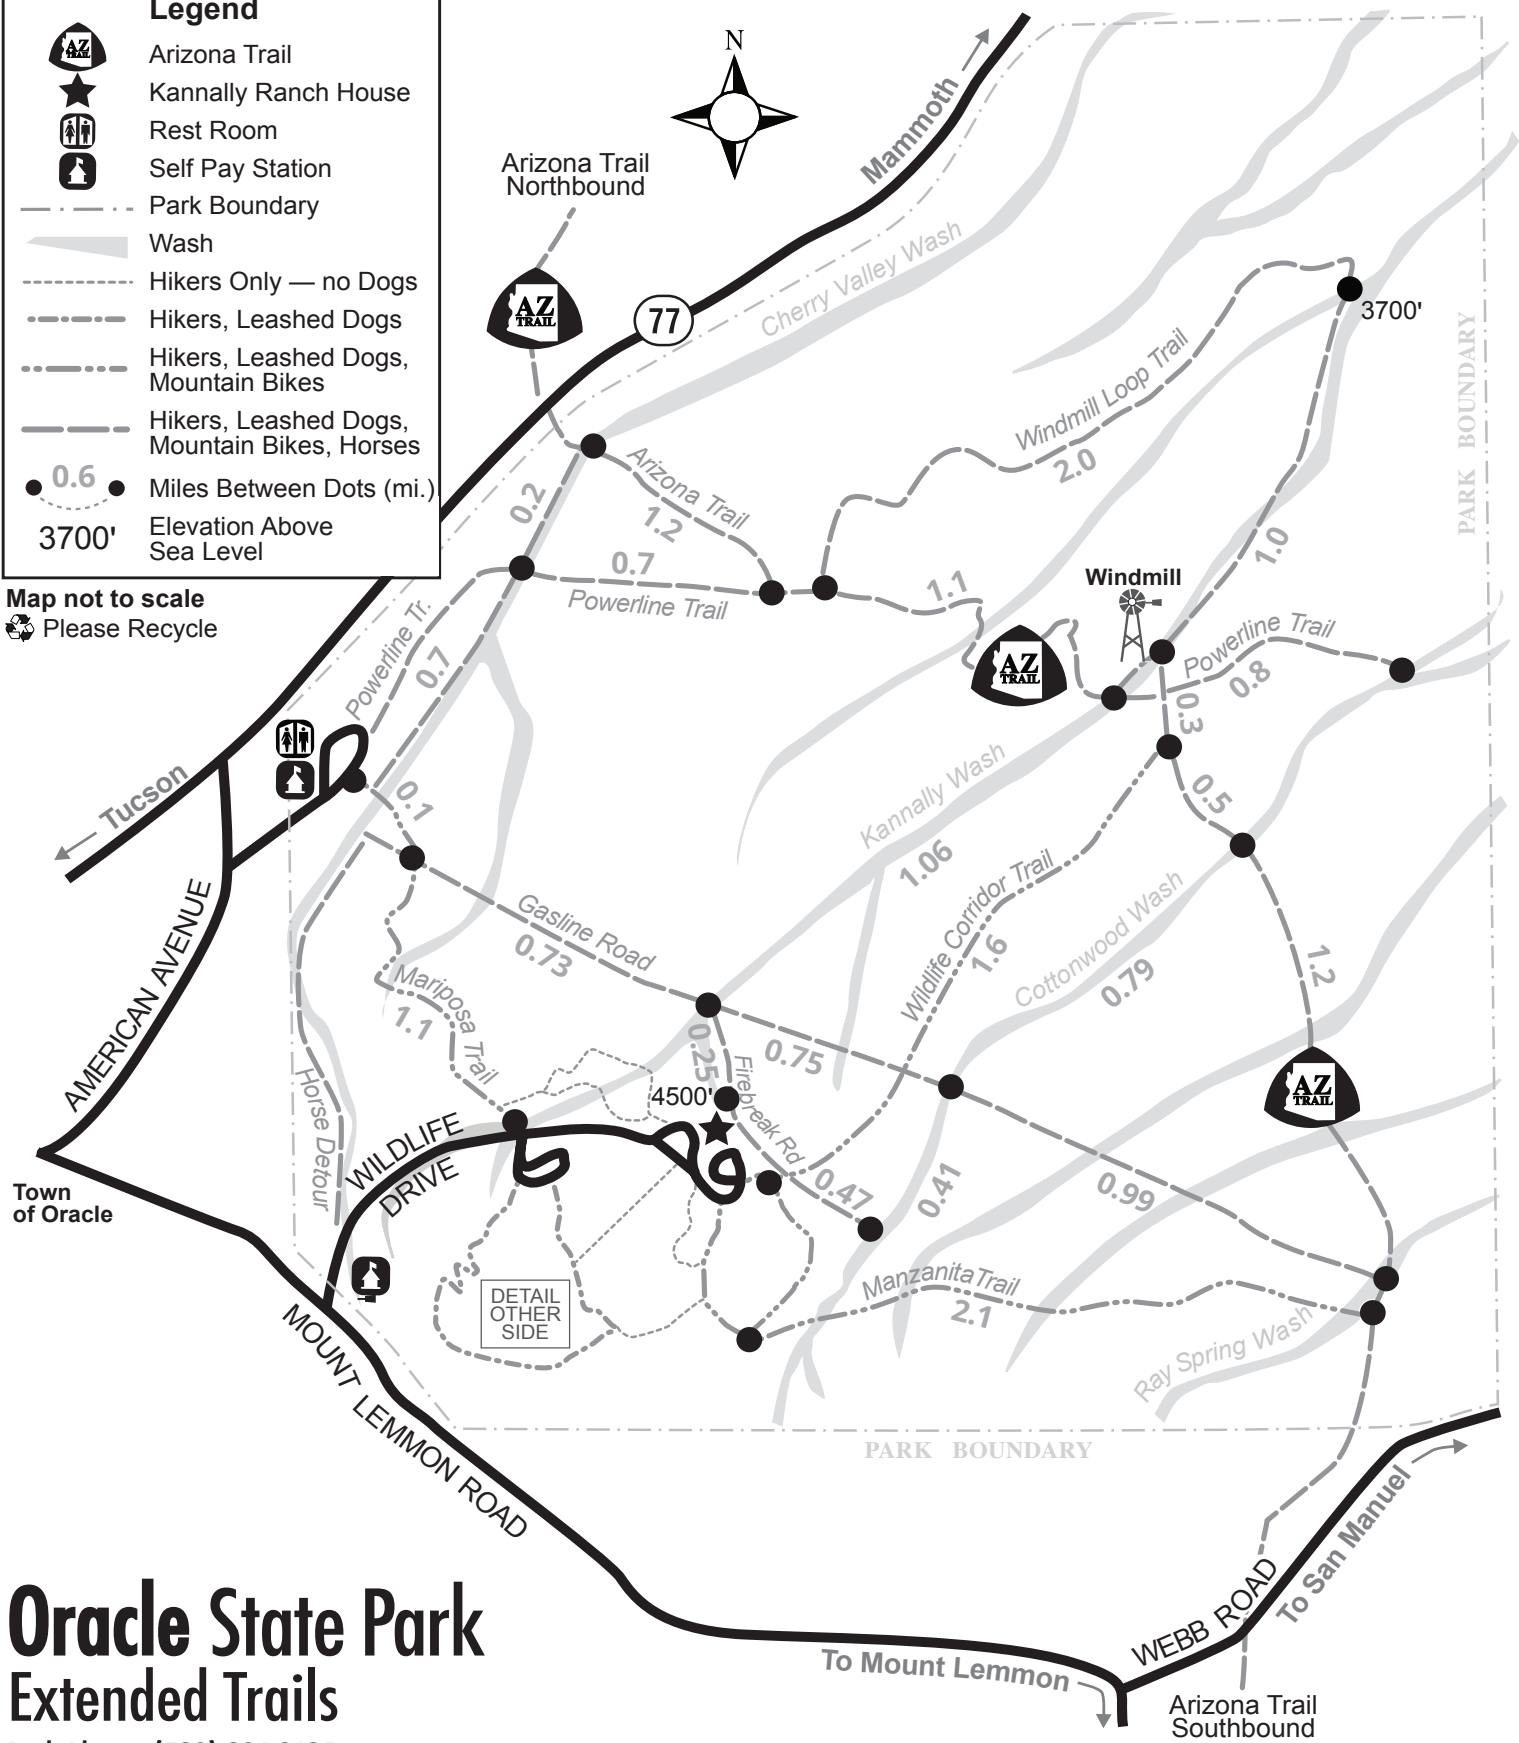 Legend
AZ
TRAIL
Arizona Trail
Kannally Ranch House
Rest Room
Self Pay Station
Park Boundary
Wash
Hikers Only — no Dogs
Hikers, Leashed Dogs
Hikers, Leashed Dogs,
Mountain Bikes
Hikers, Leashed Dogs,
Mountain Bikes, Horses
0.6
Miles Between Dots (mi.)
3700'
Elevation Above
Sea Level
Map not to scale
Please Recycle
N
Arizona Trail
Northbound
AZ
TRAIL
Mammoth
77
Cherry Valley Wash
3700'
PARK BOUNDARY
Windmill Loop Trail
2.0
Arizona Trail
1.2
0.2
0.7
Powerline Trail
1.1
1.0
Windmill
AZ
TRAIL
Powerline Trail
0.8
0.3
Powerline Tr.
0.7
Tucson
0.1
0.5
Kannally Wash
1.06
Gasline Road
0.73
Wildlife Corridor Trail
1.6
Cottonwood Wash
0.79
1.2
AMERICAN AVENUE
Mariposa Trail
1.1
0.25
0.75
Firebreak Rd
4500'
AZ
TRAIL
Horse Detour
WILDLIFE
DRIVE
0.47
0.41
0.99
Town
of Oracle
DETAIL
OTHER
SIDE
Manzanita Trail
2.1
Ray Spring Wash
MOUNT LEMMON ROAD
PARK BOUNDARY
To San Manuel
WEBB ROAD
To Mount Lemmon
Arizona Trail
Southbound
Oracle State Park
Extended Trails